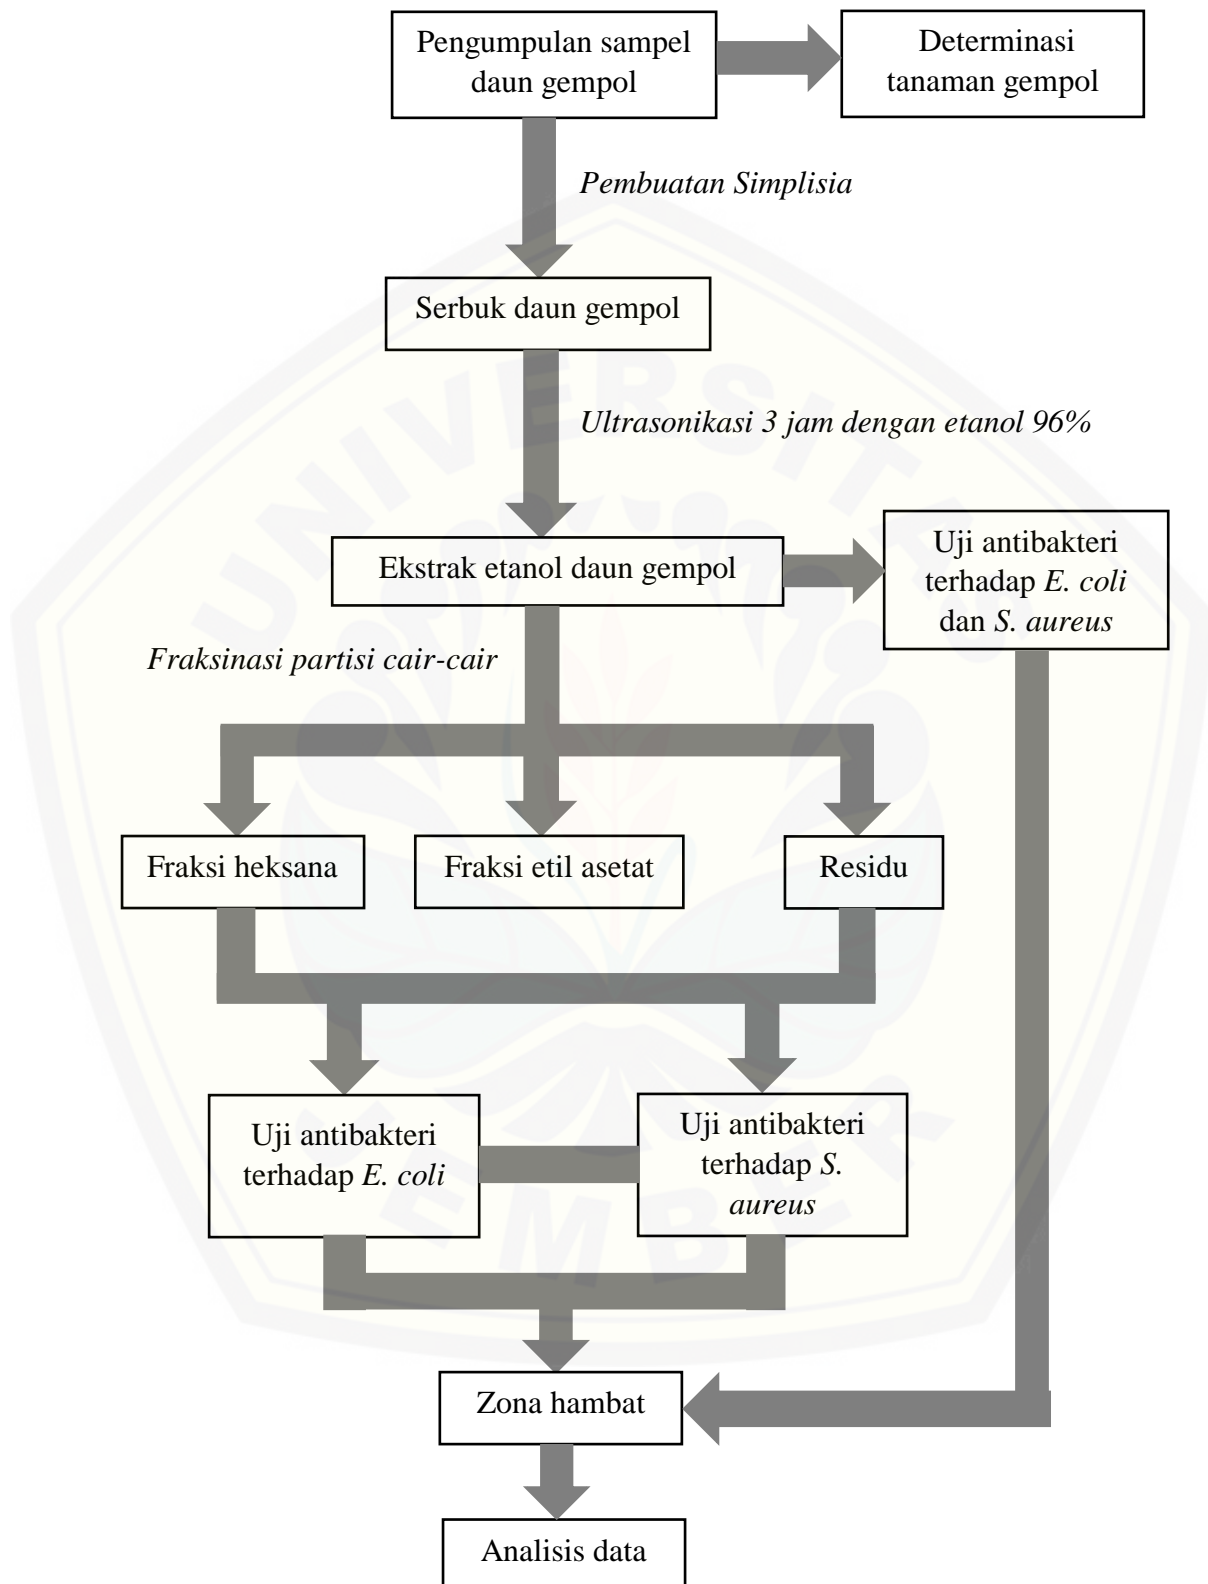 Pengumpulan sampel
daun gempol
Determinasi
tanaman gempol
Pembuatan Simplisia
Serbuk daun gempol
Ultrasonikasi 3 jam dengan etanol 96%
Ekstrak etanol daun gempol
Uji antibakteri
terhadap E. coli
dan S. aureus
Fraksinasi partisi cair-cair
Fraksi heksana
Fraksi etil asetat
Residu
Uji antibakteri
terhadap E. coli
Uji antibakteri
terhadap S.
aureus
Zona hambat
Analisis data
UNIVERSITAS
JEMBER